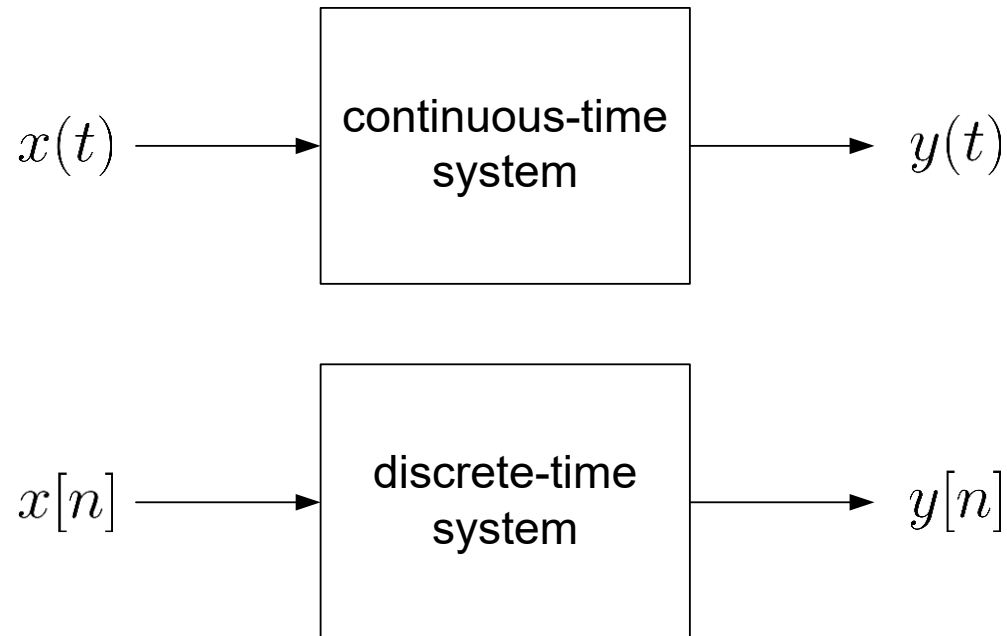 x(t)
continuous-time
system
y(t)
x[n]
discrete-time
system
y[n]